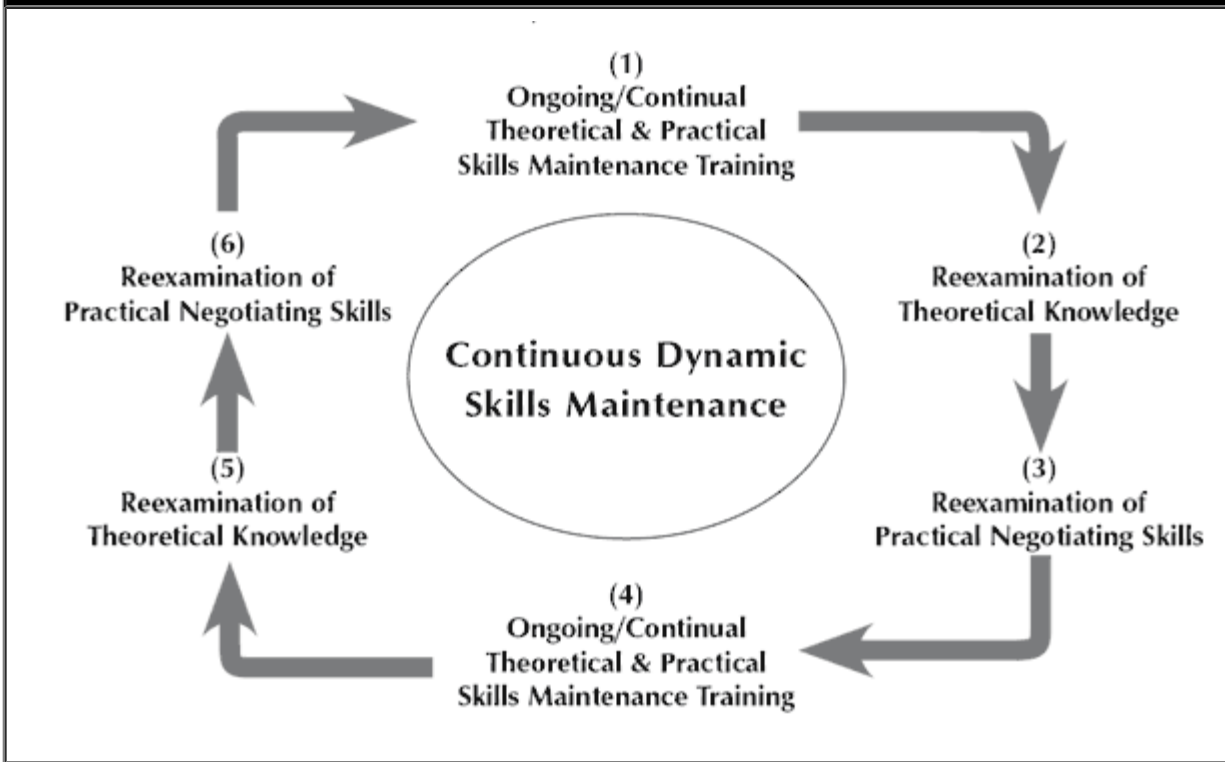 (1)
Ongoing/Continual
Theoretical & Practical
Skills Maintenance Training
(2)
Reexamination of
Theoretical Knowledge
(3)
Reexamination of
Practical Negotiating Skills
(4)
Ongoing/Continual
Theoretical & Practical
Skills Maintenance Training
(5)
Reexamination of
Theoretical Knowledge
(6)
Reexamination of
Practical Negotiating Skills
Continuous Dynamic
Skills Maintenance